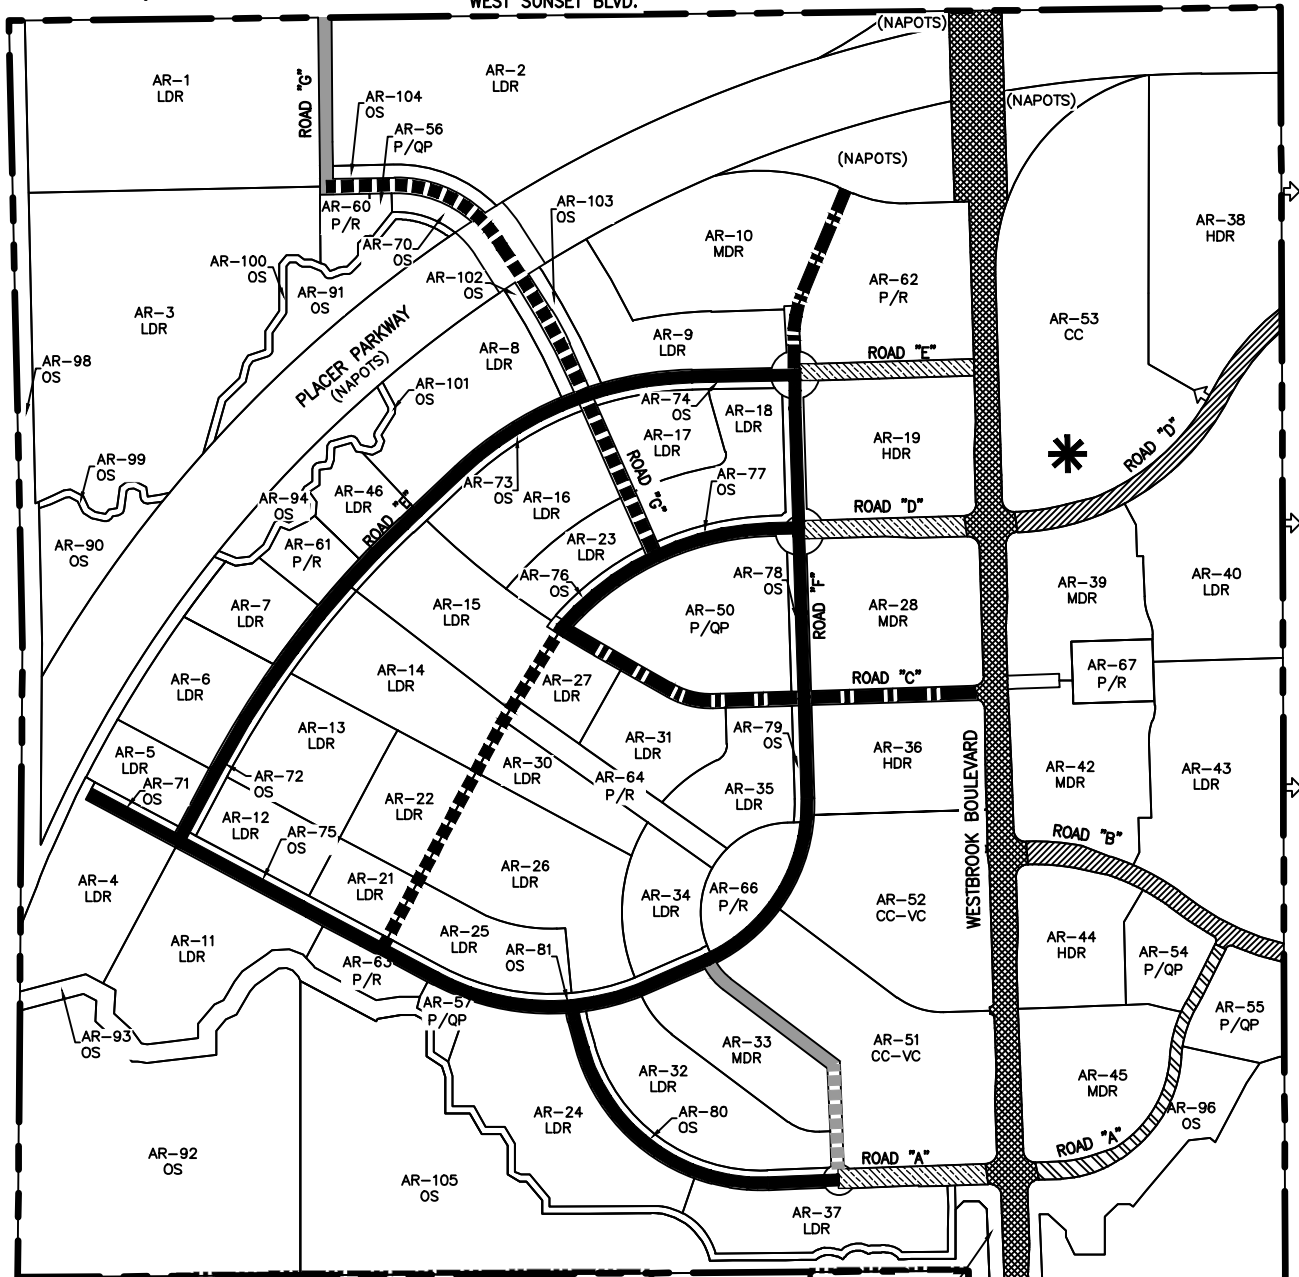 WEST SUNSET BLVD.
(NAPOTS)
AR-1
LDR
ROAD "G"
AR-2
LDR
AR-104
OS
AR-56
P/QP
(NAPOTS)
(NAPOTS)
AR-60
P/R
AR-103
OS
AR-38
HDR
AR-70
OS
AR-10
MDR
AR-100
OS
AR-102
OS
AR-91
OS
AR-62
P/R
AR-3
LDR
AR-53
CC
AR-9
LDR
AR-8
LDR
ROAD "E"
PLACER PARKWAY
(NAPOTS)
AR-98
OS
AR-101
OS
AR-74
OS
AR-18
LDR
AR-17
LDR
AR-19
HDR
ROAD "D"
AR-99
OS
AR-73
OS
ROAD "G"
AR-77
OS
AR-94
OS
AR-46
LDR
AR-16
LDR
ROAD "E"
ROAD "D"
AR-90
OS
AR-61
P/R
AR-23
LDR
AR-76
OS
AR-78
OS
AR-39
MDR
AR-40
LDR
AR-7
LDR
AR-15
LDR
AR-50
P/QP
ROAD "F"
AR-28
MDR
AR-67
P/R
AR-6
LDR
AR-14
LDR
AR-27
LDR
ROAD "C"
AR-13
LDR
AR-31
LDR
AR-79
OS
AR-36
HDR
AR-5
LDR
AR-71
OS
AR-72
OS
AR-30
LDR
AR-64
P/R
AR-35
LDR
WESTBROOK BOULEVARD
AR-42
MDR
AR-43
LDR
AR-12
LDR
AR-75
OS
AR-22
LDR
ROAD "B"
AR-4
LDR
AR-21
LDR
AR-26
LDR
AR-34
LDR
AR-66
P/R
AR-52
CC-VC
AR-11
LDR
AR-25
LDR
AR-81
OS
AR-44
HDR
AR-54
P/QP
AR-63
P/R
AR-57
P/QP
AR-55
P/QP
AR-93
OS
AR-33
MDR
AR-51
CC-VC
AR-32
LDR
AR-45
MDR
AR-24
LDR
AR-80
OS
AR-96
OS
ROAD "A"
ROAD "A"
AR-92
OS
AR-105
OS
AR-37
LDR